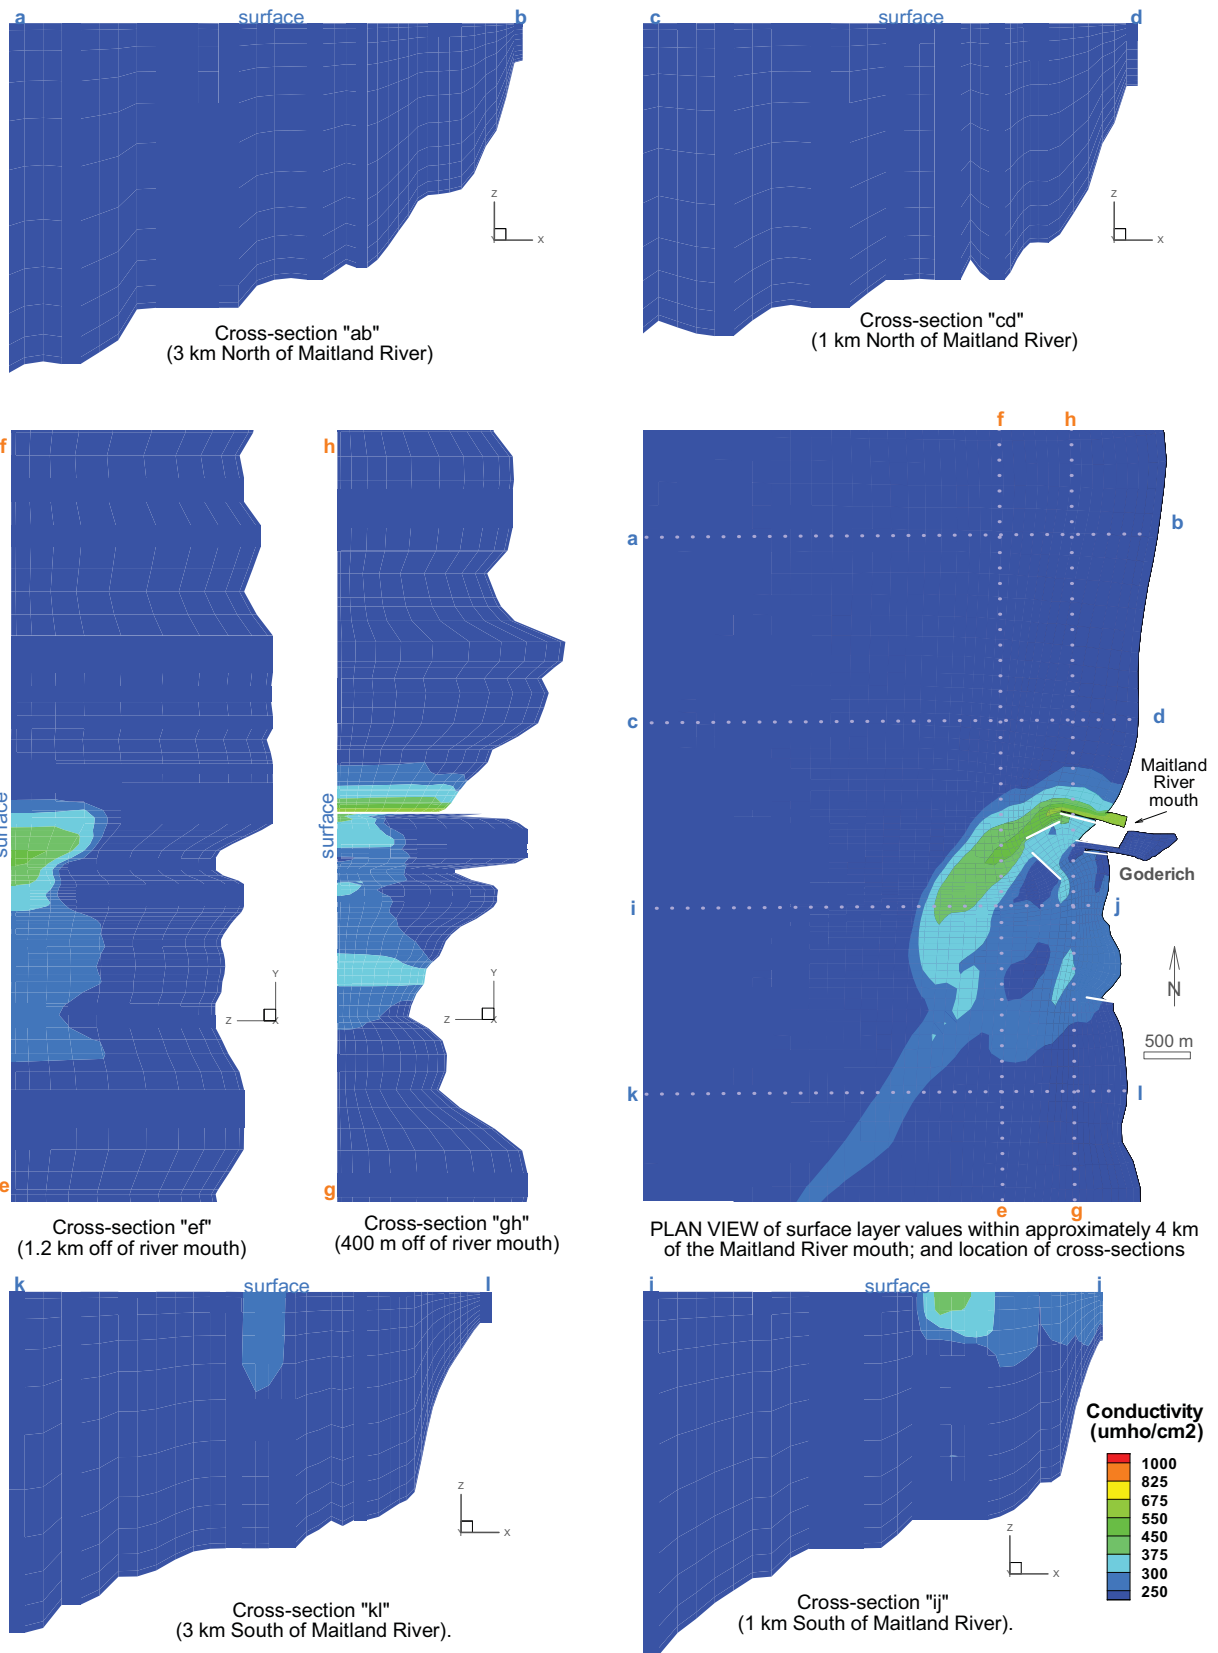 a surface b
Z
Y X
Cross-section "ab"
(3 km North of Maitland River)
c surface d
Z
Y X
Cross-section "cd"
(1 km North of Maitland River)
f
surface
Y
Z X
e
Cross-section "ef"
(1.2 km off of river mouth)
h
surface
Y
Z X
g
Cross-section "gh"
(400 m off of river mouth)
f h
a b
c d
Maitland
River
mouth
Goderich
i j
N
500 m
k l
e g
PLAN VIEW of surface layer values within approximately 4 km
of the Maitland River mouth; and location of cross-sections
k surface l
Z
Y X
Cross-section "kl"
(3 km South of Maitland River).
i surface j
Z
Y X
Cross-section "ij"
(1 km South of Maitland River).
Conductivity
(umho/cm2)
1000
825
675
550
450
375
300
250